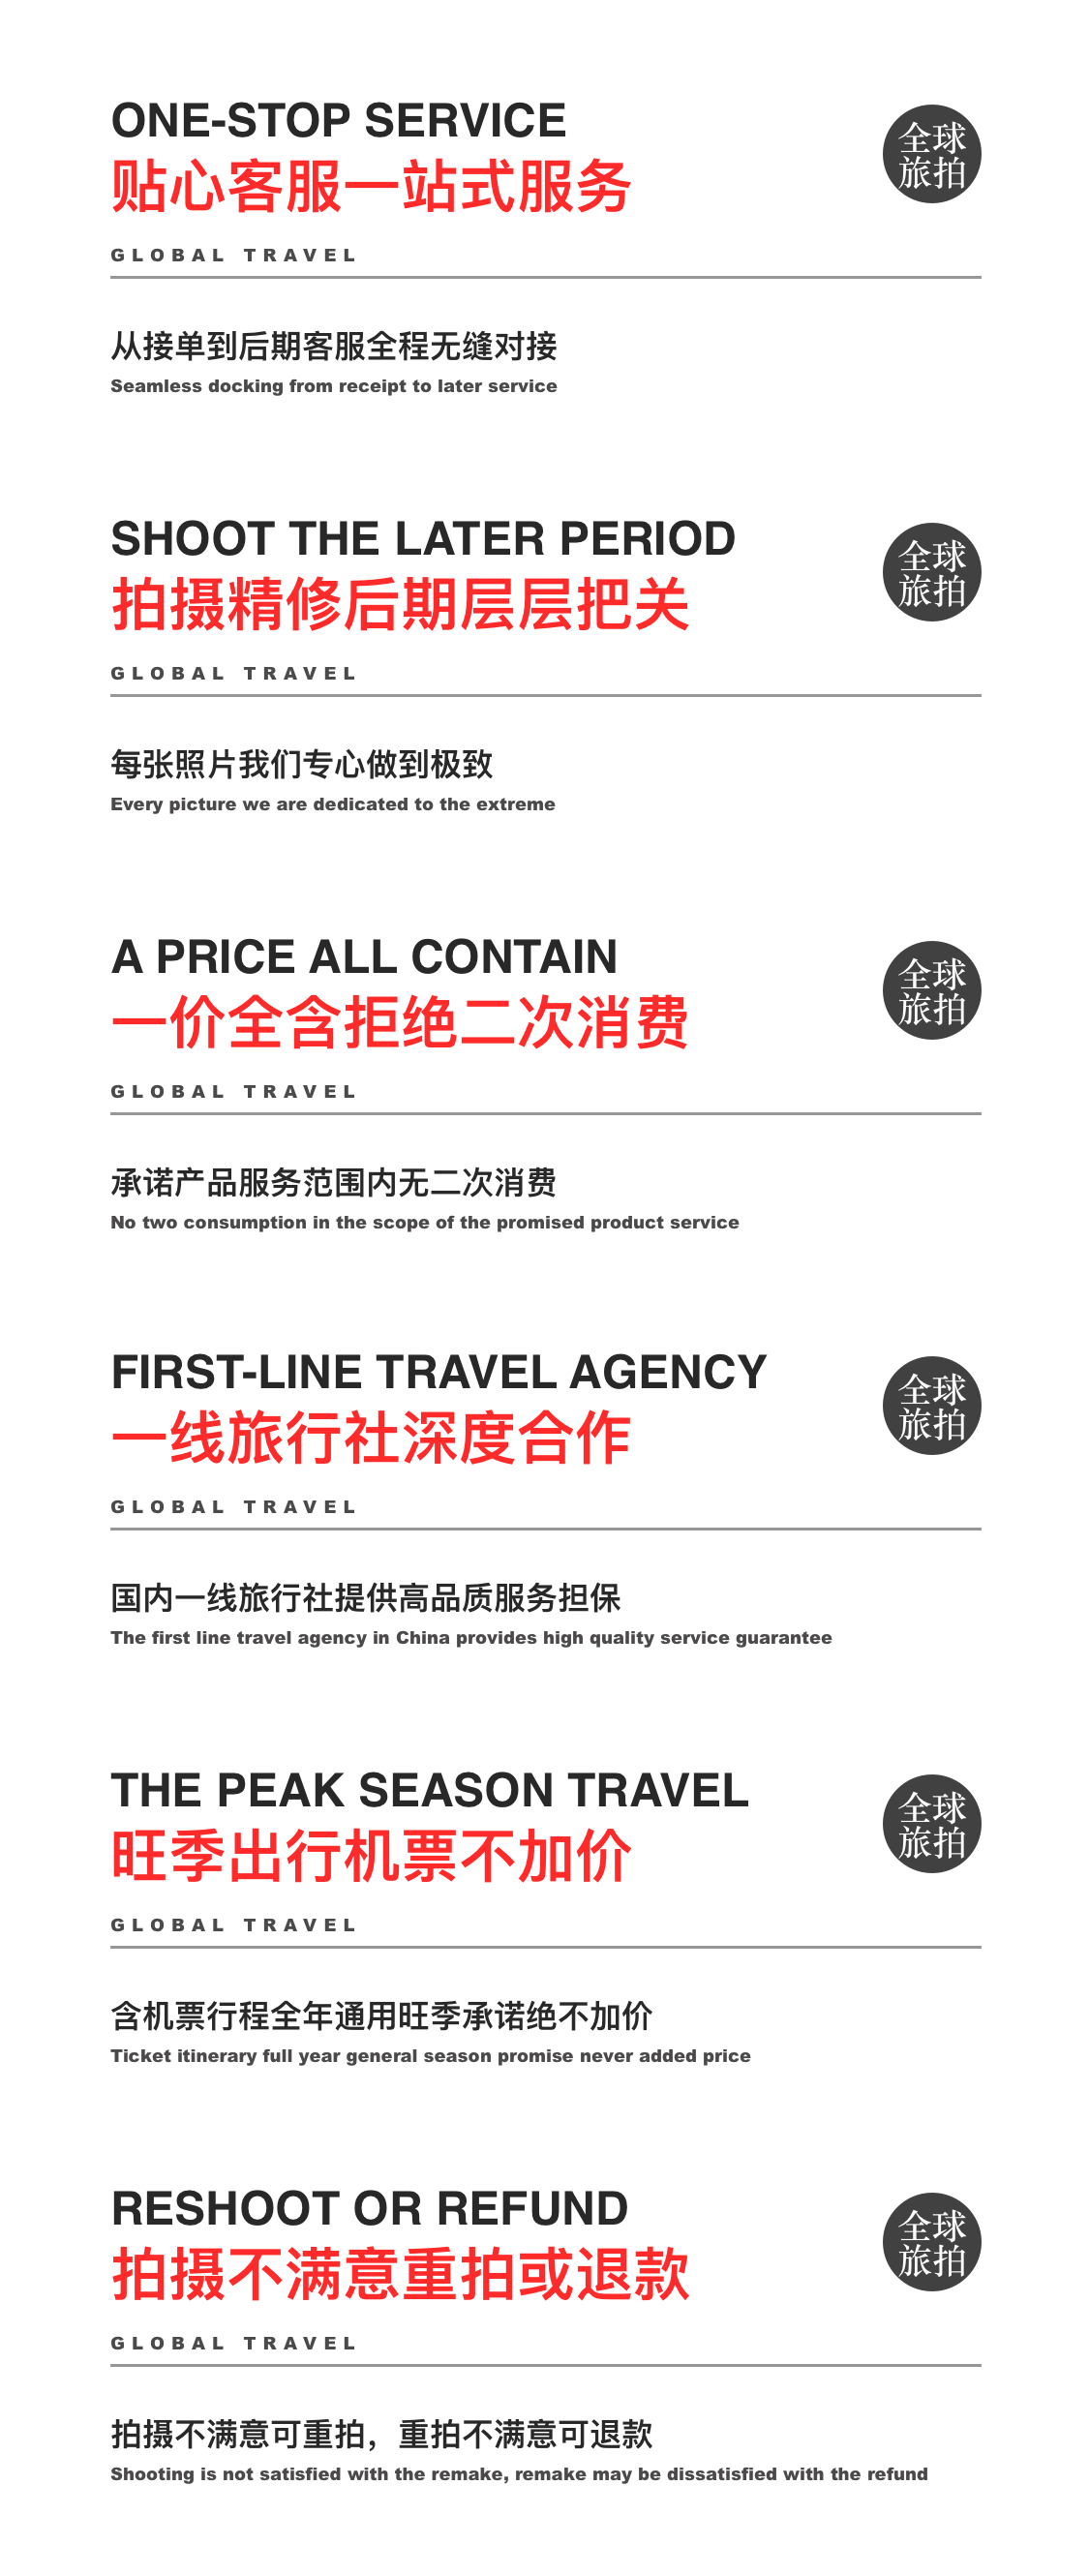 ONE-STOP SERVICE
贴心客服一站式服务
全球
旅拍
GLOBAL TRAVEL
从接单到后期客服全程无缝对接
Seamless docking from receipt to later service
SHOOT THE LATER PERIOD
拍摄精修后期层层把关
全球
旅拍
GLOBAL TRAVEL
每张照片我们专心做到极致
Every picture we are dedicated to the extreme
A PRICE ALL CONTAIN
一价全含拒绝二次消费
全球
旅拍
GLOBAL TRAVEL
承诺产品服务范围内无二次消费
No two consumption in the scope of the promised product service
FIRST-LINE TRAVEL AGENCY
一线旅行社深度合作
全球
旅拍
GLOBAL TRAVEL
国内一线旅行社提供高品质服务担保
The first line travel agency in China provides high quality service guarantee
THE PEAK SEASON TRAVEL
旺季出行机票不加价
全球
旅拍
GLOBAL TRAVEL
含机票行程全年通用旺季承诺绝不加价
Ticket itinerary full year general season promise never added price
RESHOOT OR REFUND
拍摄不满意重拍或退款
全球
旅拍
GLOBAL TRAVEL
拍摄不满意可重拍，重拍不满意可退款
Shooting is not satisfied with the remake, remake may be dissatisfied with the refund